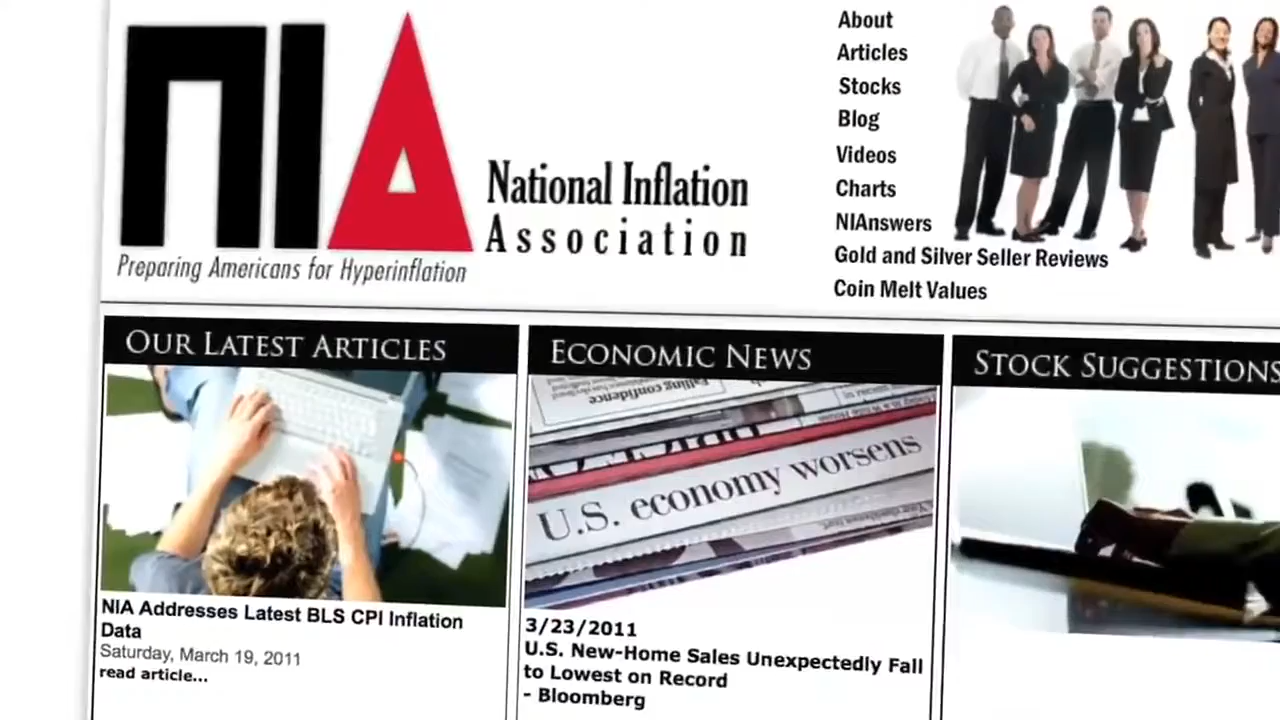 NIA
National Inflation
Association
Preparing Americans for Hyperinflation
About
Articles
Stocks
Blog
Videos
Charts
NIAnswers
Gold and Silver Seller Reviews
Coin Melt Values
OUR LATEST ARTICLES
NIA Addresses Latest BLS CPI Inflation
Data
Saturday, March 19, 2011
read article...
ECONOMIC NEWS
Falling confidence
U.S. economy worsens
3/23/2011
U.S. New-Home Sales Unexpectedly Fall
to Lowest on Record
- Bloomberg
STOCK SUGGESTIONS